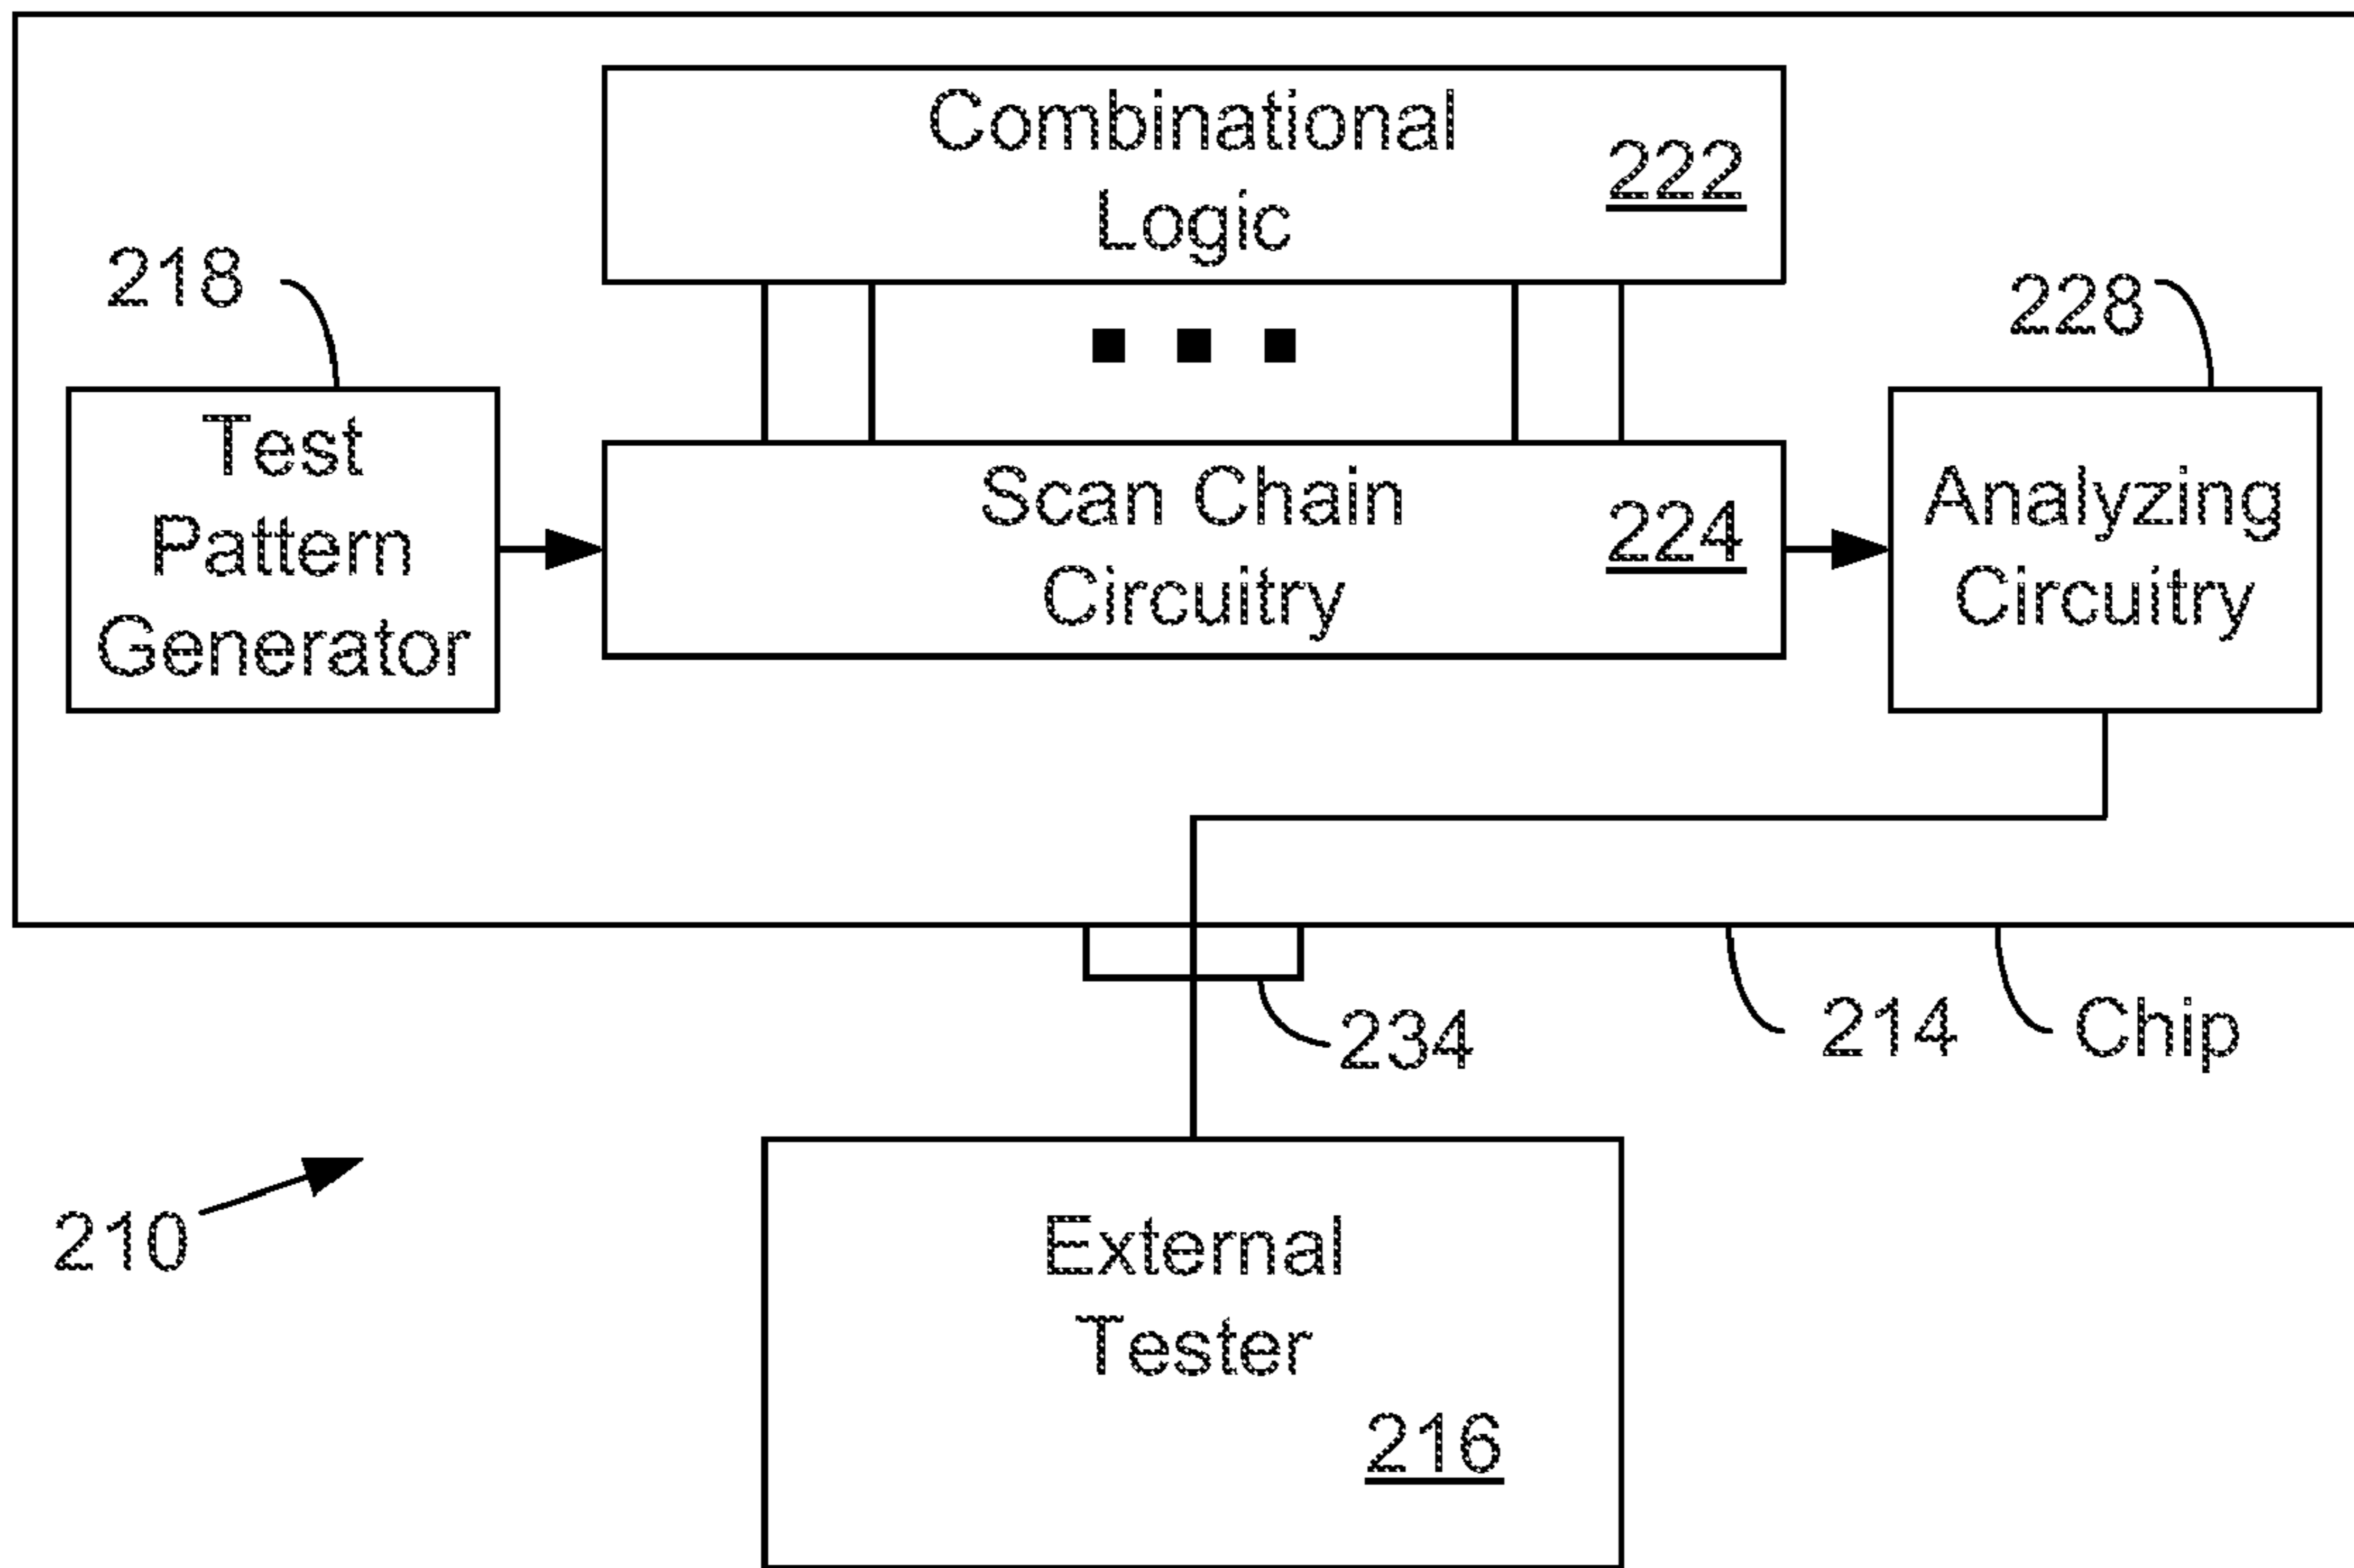 Combinational
Logic
222
218
228
Test
Pattern
Generator
Scan Chain
Circuitry
224
Analyzing
Circuitry
234
214
Chip
210
External
Tester
216